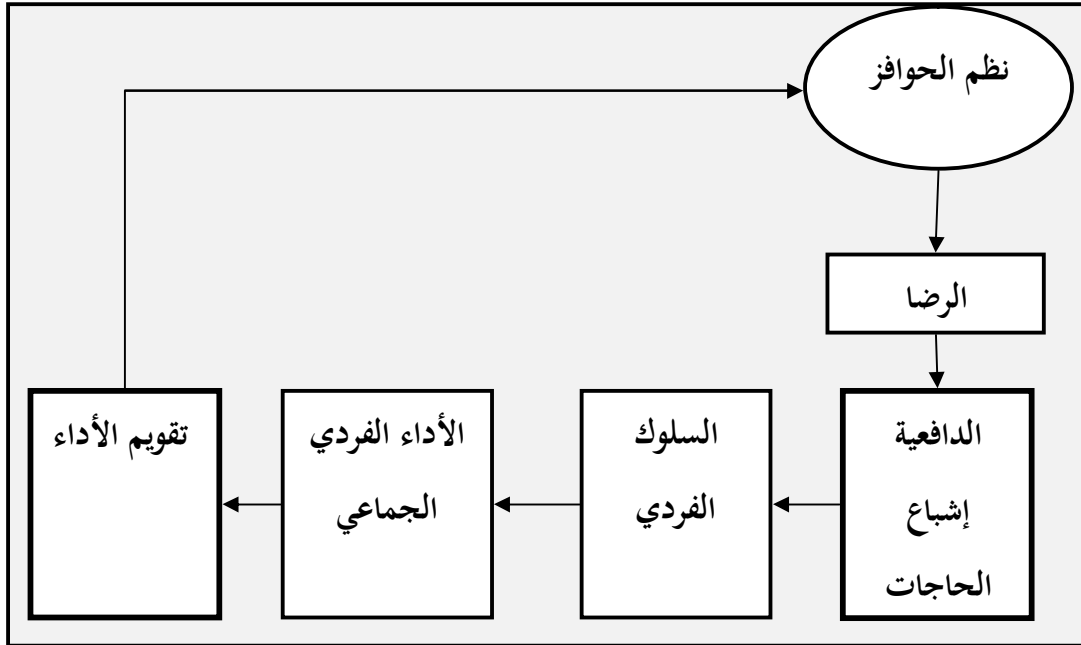 نظم الحوافز
الرضا
الدافعية
إشباع
الحاجات
السلوك
الفردي
الأداء الفردي
الجماعي
تقويم الأداء